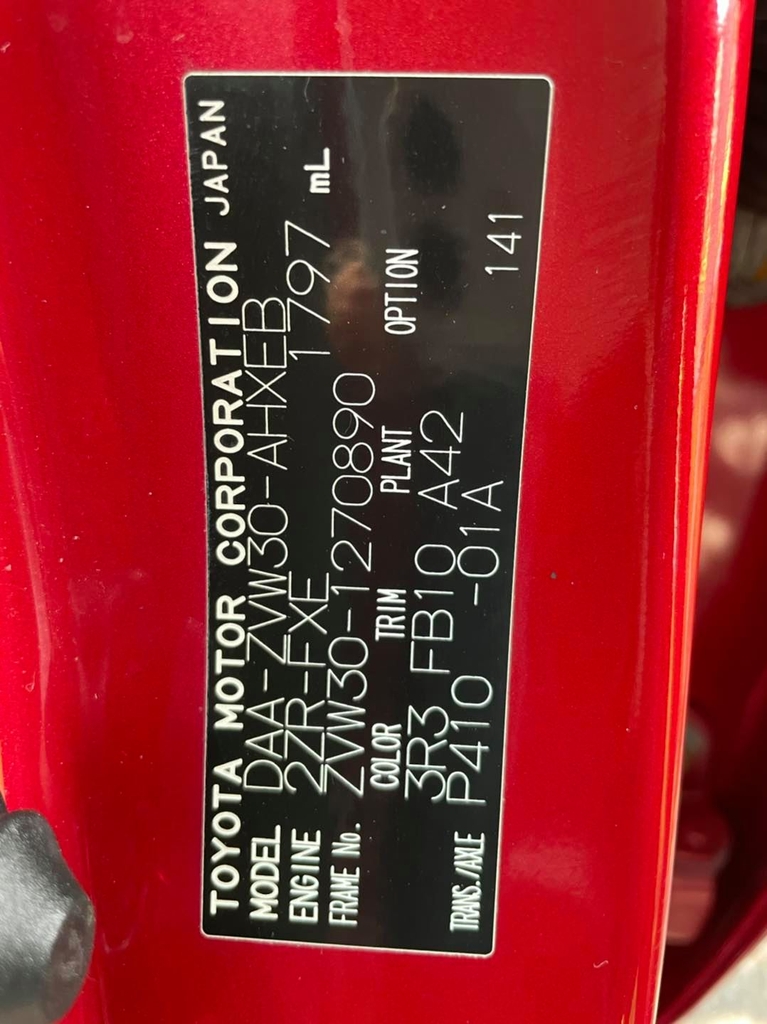 TOYOTA MOTOR CORPORATION JAPAN
MODEL DAA-ZVW30-AHXEB
ENGINE 2ZR-FXE 1797 mL
FRAME No. ZVW30-1270890
COLOR TRIM PLANT OPTION
3R3 FB10 A42
TRANS./AXLE P410 -01A 141